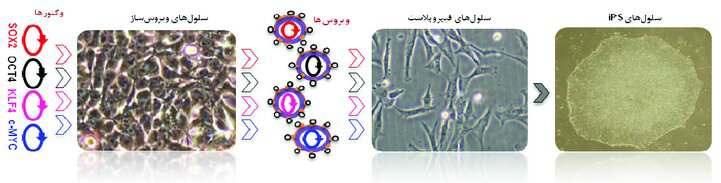 وکتورها
سلول‌های ویروس‌ساز
ویروس ها
سلول‌های فیبروبلاست
سلول‌های iPS
SOX2
OCT4
KLF4
c-MYC